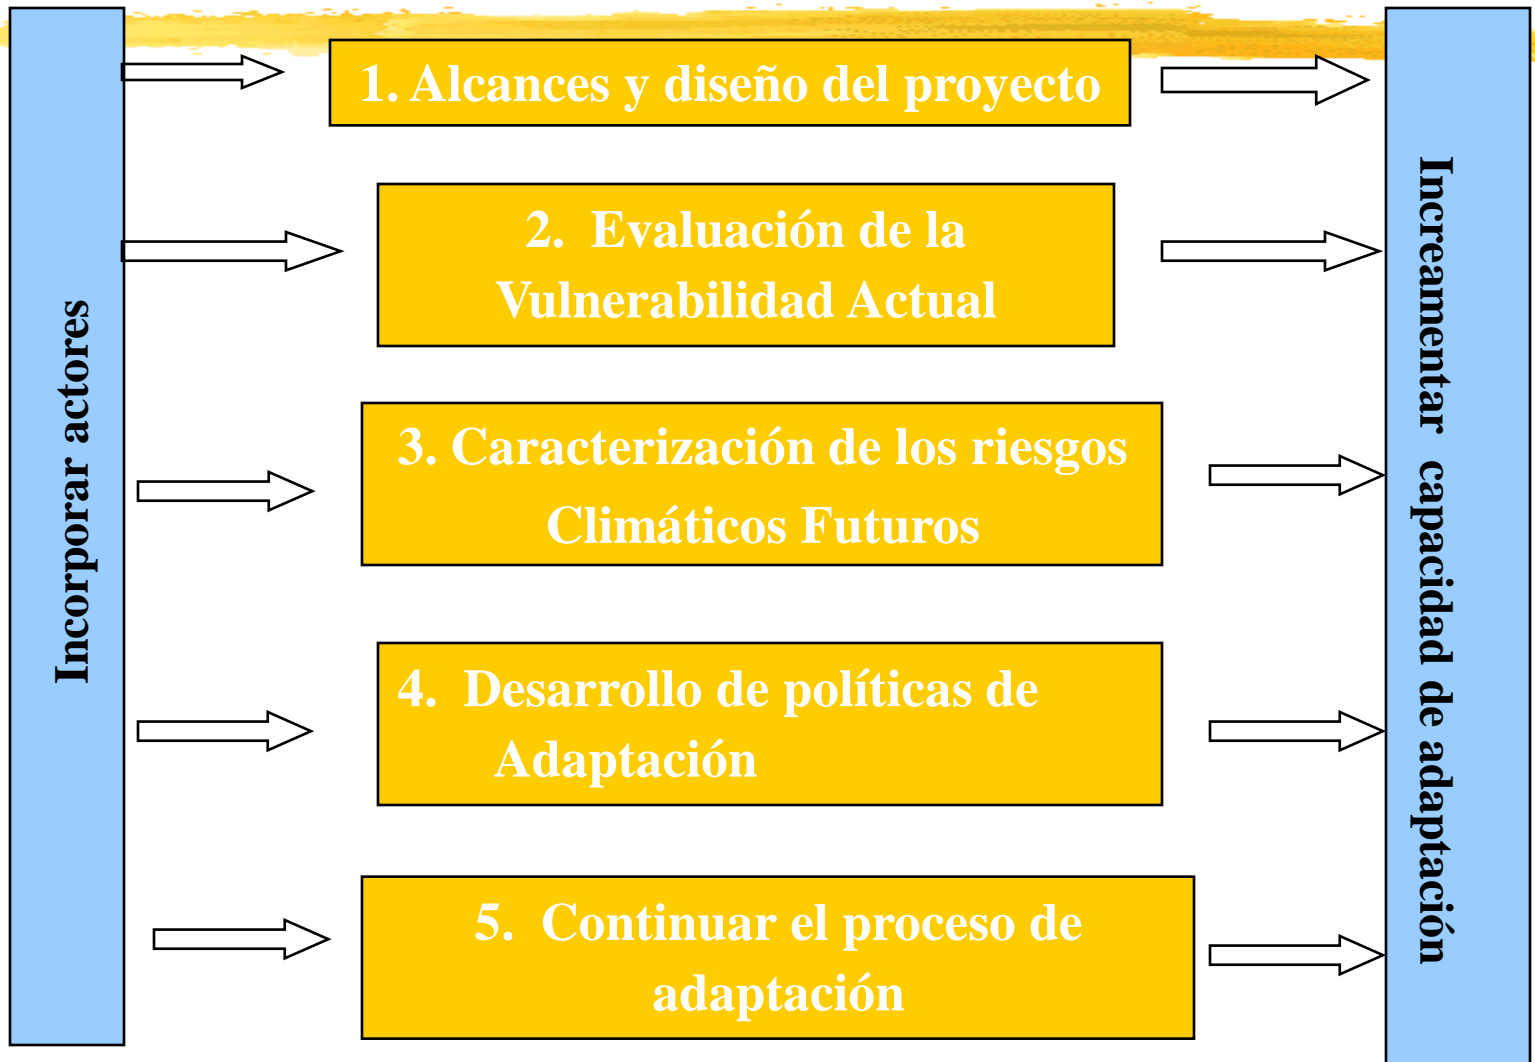 Incorporar actores
1. Alcances y diseño del proyecto
2. Evaluación de la
Vulnerabilidad Actual
3. Caracterización de los riesgos
Climáticos Futuros
4. Desarrollo de políticas de
Adaptación
5. Continuar el proceso de
adaptación
Increamentar capacidad de adaptación